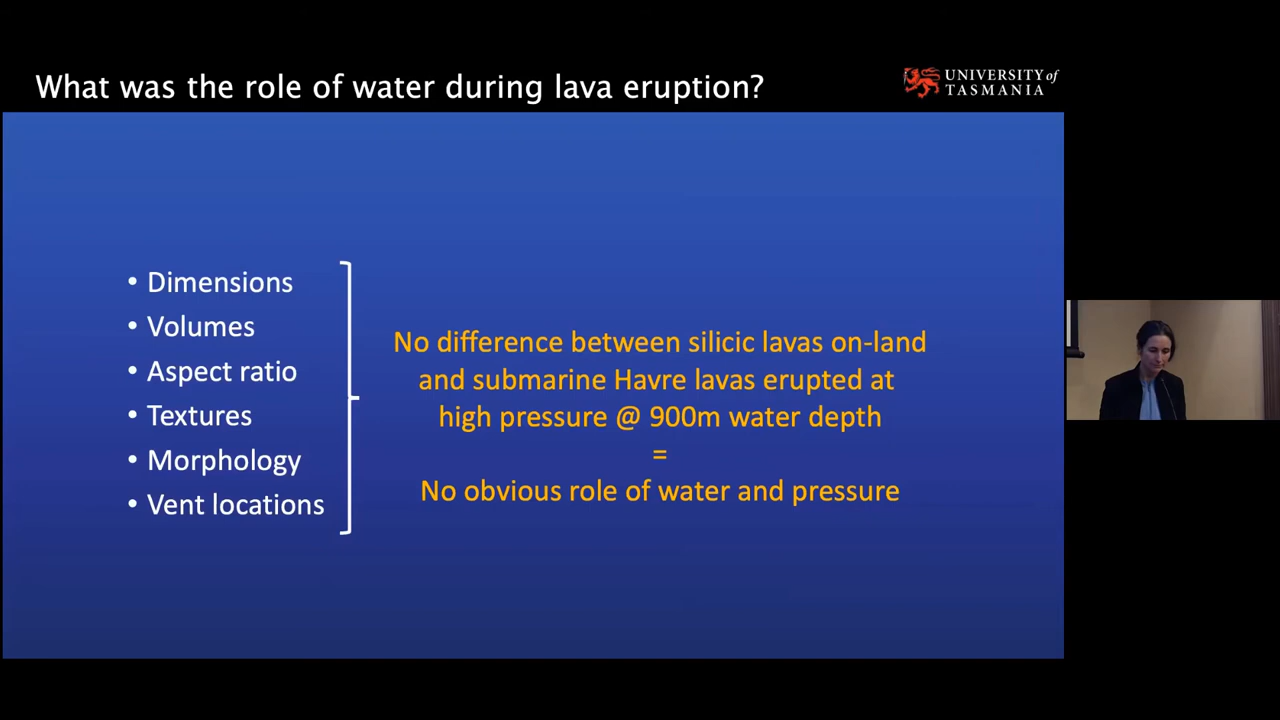 What was the role of water during lava eruption?
UNIVERSITY of
TASMANIA
• Dimensions
• Volumes
• Aspect ratio
• Textures
• Morphology
• Vent locations
No difference between silicic lavas on-land
and submarine Havre lavas erupted at
high pressure @ 900m water depth
=
No obvious role of water and pressure